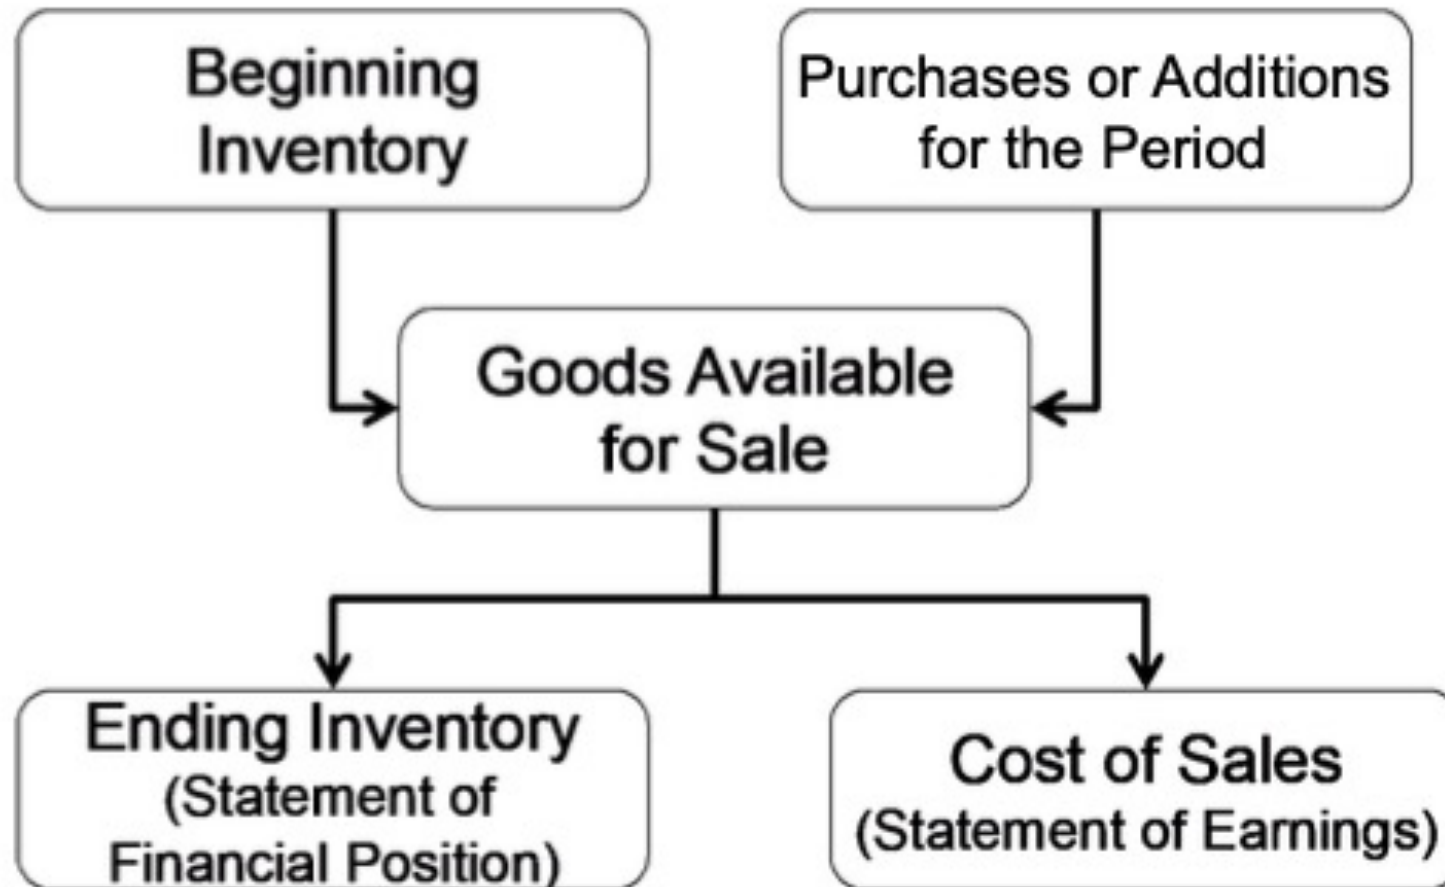 Beginning
Inventory
Purchases or Additions
for the Period
Goods Available
for Sale
Ending Inventory
(Statement of
Financial Position)
Cost of Sales
(Statement of Earnings)